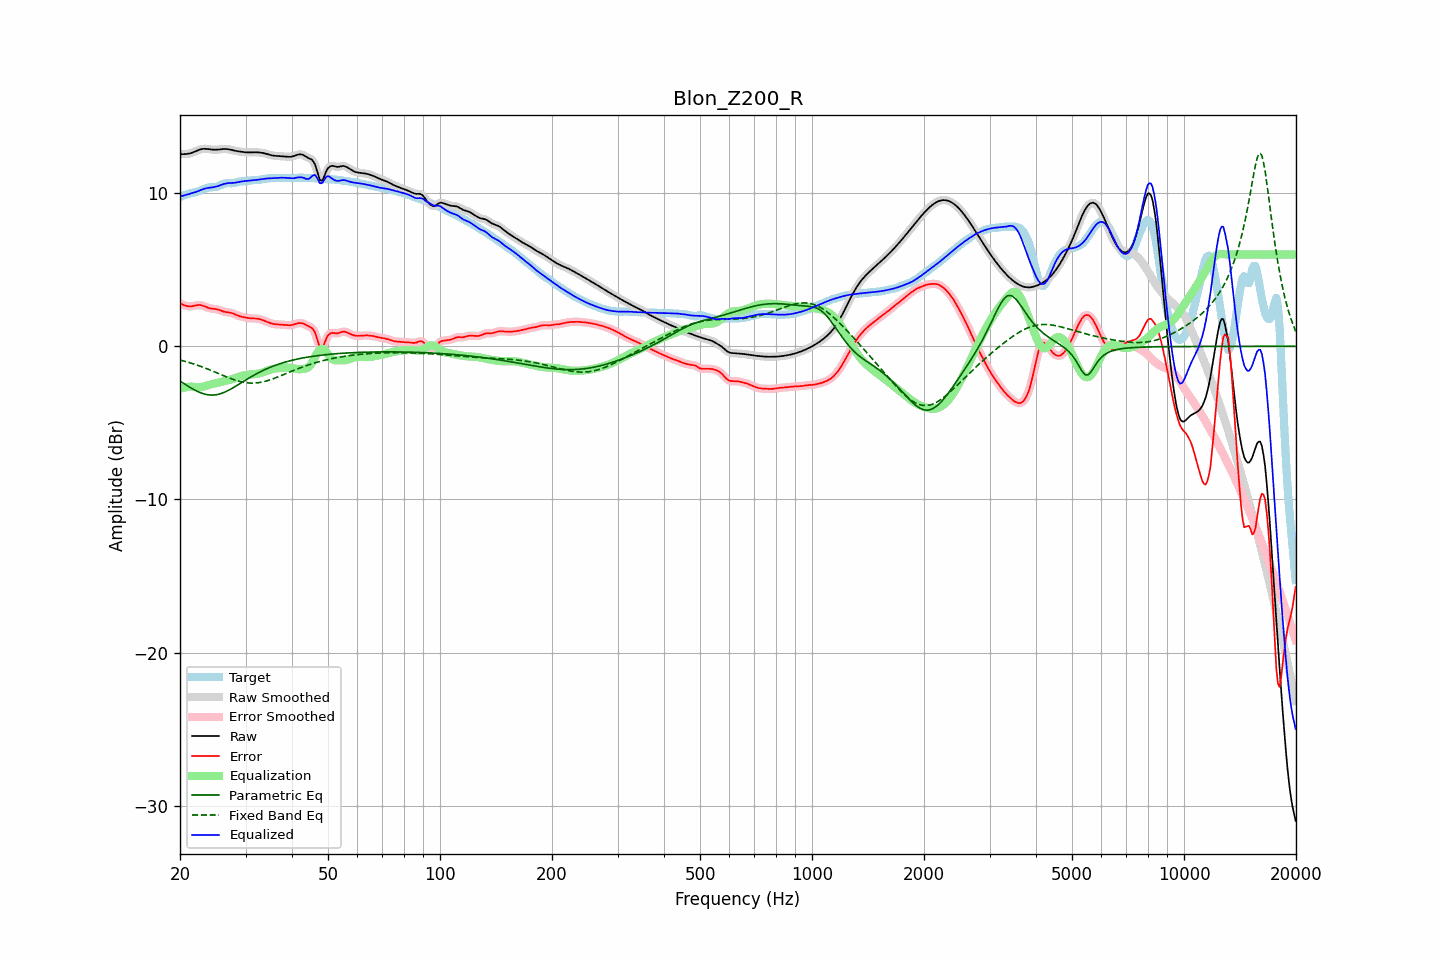 Blon_Z200_R
Amplitude (dBr)
10
0
−10
−20
−30
Target
Raw Smoothed
Error Smoothed
Raw
Error
Equalization
Parametric Eq
Fixed Band Eq
Equalized
20 50 100 200 500 1000 2000 5000 10000 20000
Frequency (Hz)